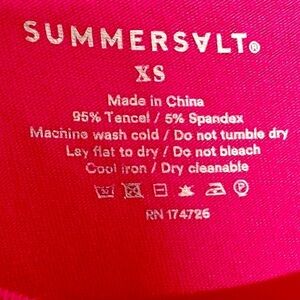 SUMMERSALT®
XS
Made in China
95% Tencel / 5% Spandex
Machine wash cold / Do not tumble dry
Lay flat to dry / Do not bleach
Cool iron / Dry cleanable
RN 174726